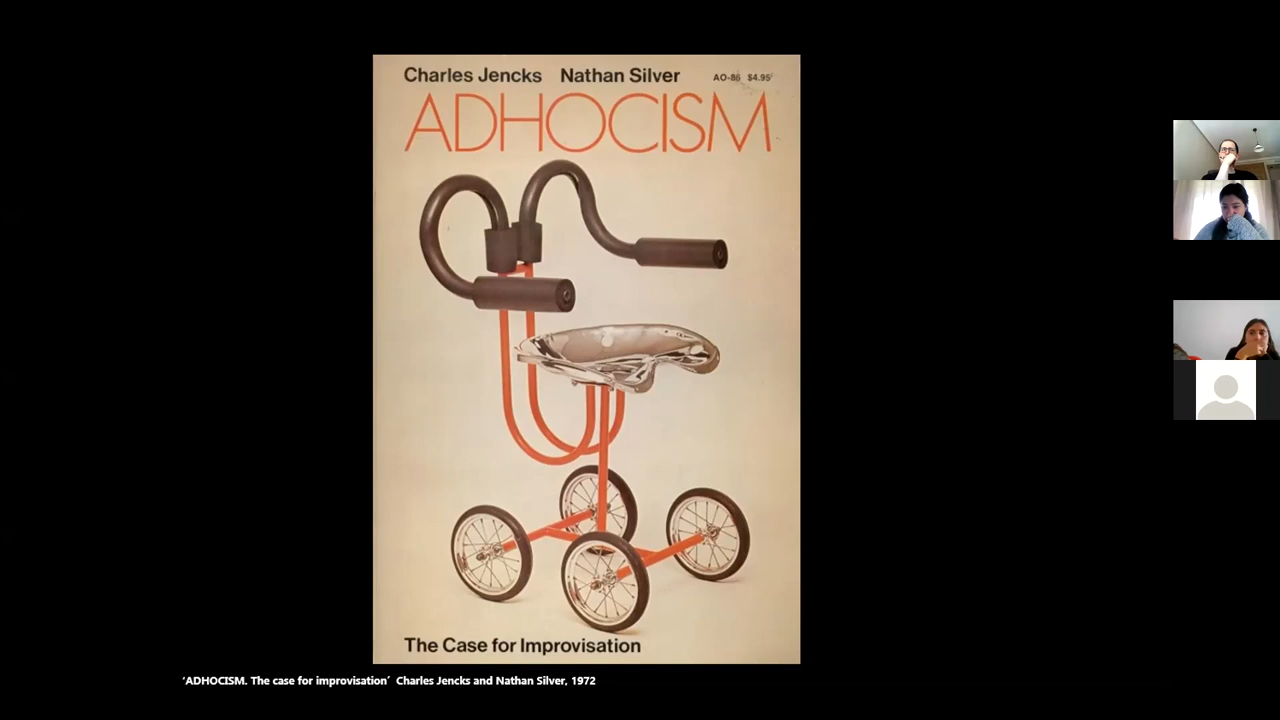 Charles Jencks Nathan Silver AO-86 $4.95
ADHOCISM
The Case for Improvisation
‘ADHOCISM. The case for improvisation’ Charles Jencks and Nathan Silver, 1972